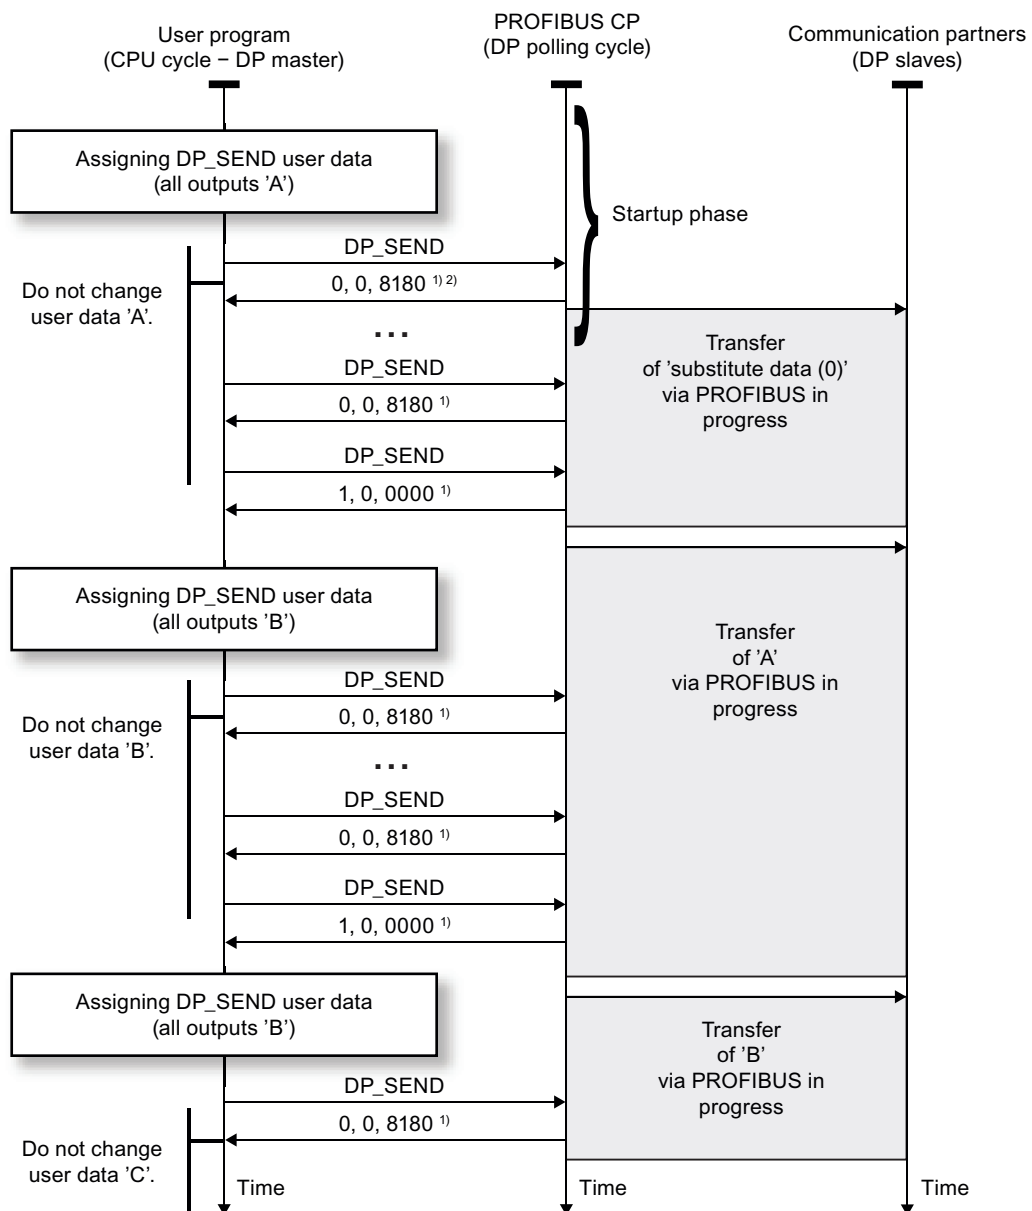 User program
(CPU cycle − DP master)
PROFIBUS CP
(DP polling cycle)
Communication partners
(DP slaves)
Assigning DP_SEND user data
(all outputs 'A')
Startup phase
DP_SEND
0, 0, 8180 1) 2)
Do not change
user data 'A'.
...
Transfer
of ’substitute data (0)’
via PROFIBUS in
progress
DP_SEND
0, 0, 8180 1)
DP_SEND
1, 0, 0000 1)
Assigning DP_SEND user data
(all outputs ’B’)
Transfer
of ’A’
via PROFIBUS in
progress
DP_SEND
0, 0, 8180 1)
Do not change
user data ’B’.
...
DP_SEND
0, 0, 8180 1)
DP_SEND
1, 0, 0000 1)
Assigning DP_SEND user data
(all outputs ’B’)
Transfer
of ’B’
via PROFIBUS in
progress
DP_SEND
0, 0, 8180 1)
Do not change
user data ’C’.
Time
Time
Time